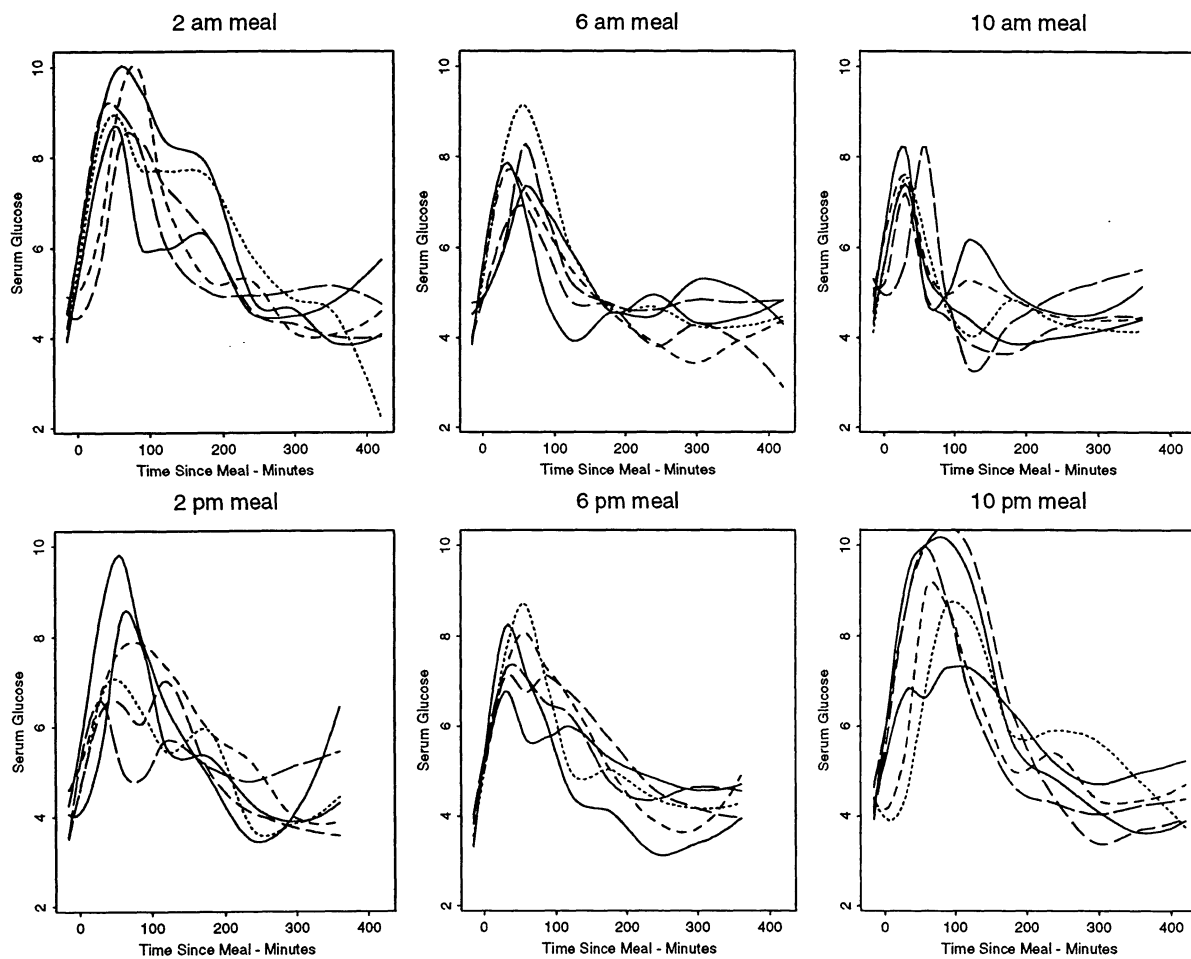 2 am meal
6 am meal
10 am meal
Serum Glucose
2 4 6 8 10
0 100 200 300 400
Time Since Meal - Minutes
Serum Glucose
2 4 6 8 10
0 100 200 300 400
Time Since Meal - Minutes
Serum Glucose
2 4 6 8 10
0 100 200 300 400
Time Since Meal - Minutes
2 pm meal
6 pm meal
10 pm meal
Serum Glucose
2 4 6 8 10
0 100 200 300 400
Time Since Meal - Minutes
Serum Glucose
2 4 6 8 10
0 100 200 300 400
Time Since Meal - Minutes
Serum Glucose
2 4 6 8 10
0 100 200 300 400
Time Since Meal - Minutes